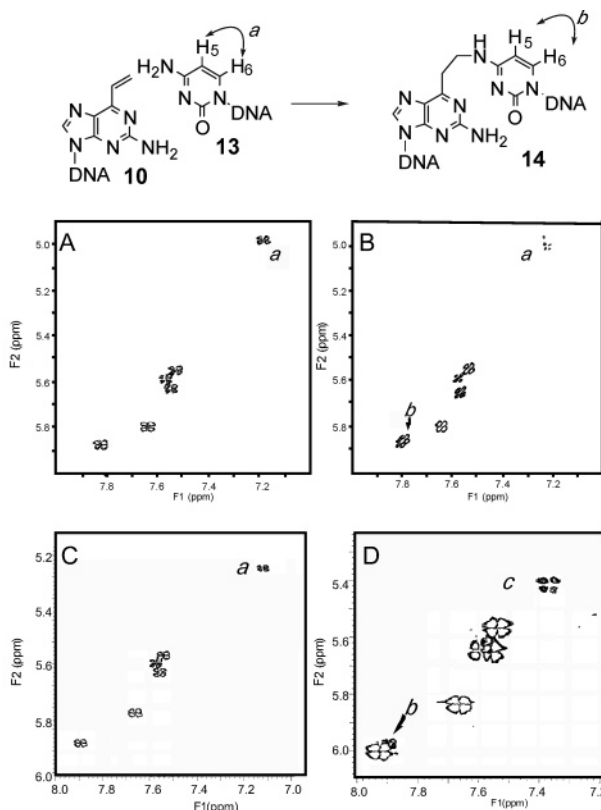 H5 a H6
H2N
N N O N DNA
N N N N NH2
DNA
10
13
b
H5 H6
H N
N N O N DNA
N N N N NH2
DNA
14
A
a
5.0
5.2
5.4
5.6
5.8
F2 (ppm)
7.8 7.6 7.4 7.2
F1 (ppm)
B
a
b
5.0
5.2
5.4
5.6
5.8
F2 (ppm)
7.8 7.6 7.4 7.2
F1 (ppm)
C
a
5.2
5.4
5.6
5.8
6.0
F2 (ppm)
8.0 7.8 7.6 7.4 7.2 7.0
F1(ppm)
D
c
b
5.4
5.6
5.8
6.0
F2 (ppm)
8.0 7.8 7.6 7.4 7.2
F1(ppm)